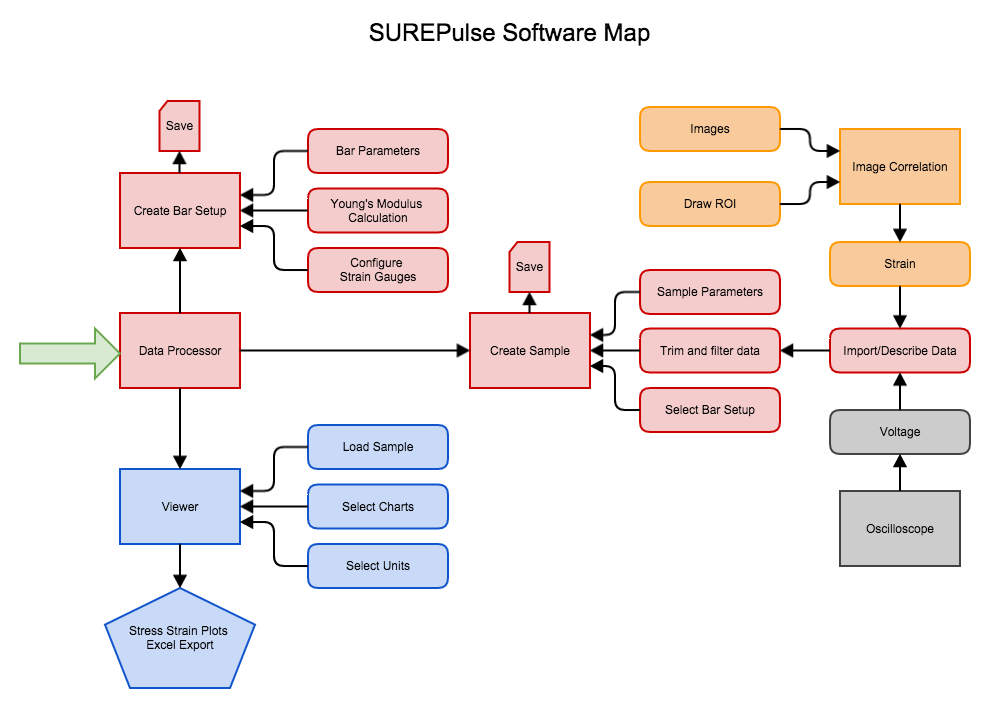 SUREPulse Software Map
Save
Bar Parameters
Create Bar Setup
Young's Modulus
Calculation
Configure
Strain Gauges
Images
Image Correlation
Draw ROI
Strain
Save
Sample Parameters
Data Processor
Create Sample
Trim and filter data
Import/Describe Data
Select Bar Setup
Voltage
Oscilloscope
Load Sample
Viewer
Select Charts
Select Units
Stress Strain Plots
Excel Export